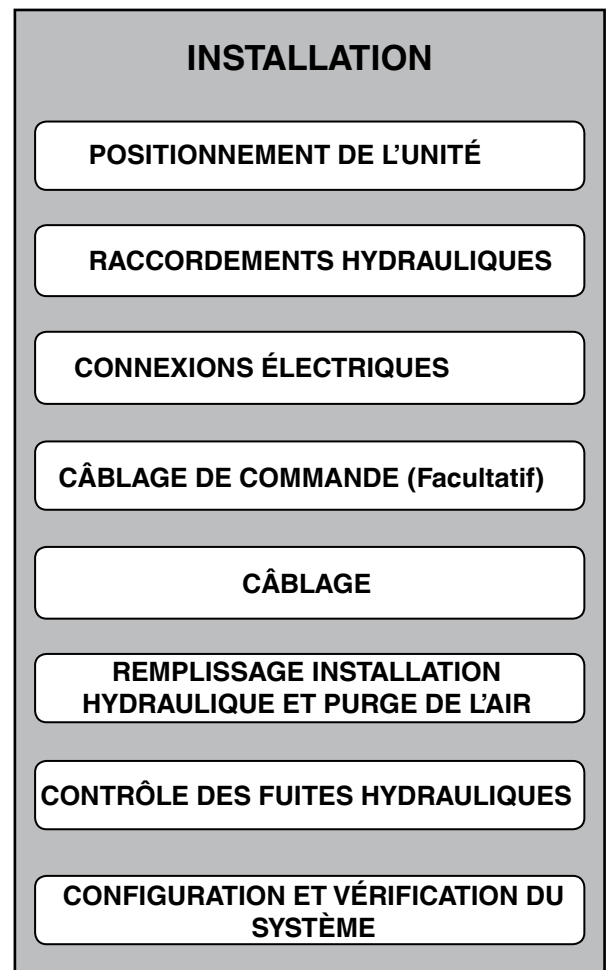 INSTALLATION
POSITIONNEMENT DE L’UNITÉ
RACCORDEMENTS HYDRAULIQUES
CONNEXIONS ÉLECTRIQUES
CÂBLAGE DE COMMANDE (Facultatif)
CÂBLAGE
REMPLISSAGE INSTALLATION
HYDRAULIQUE ET PURGE DE L’AIR
CONTRÔLE DES FUITES HYDRAULIQUES
CONFIGURATION ET VÉRIFICATION DU
SYSTÈME